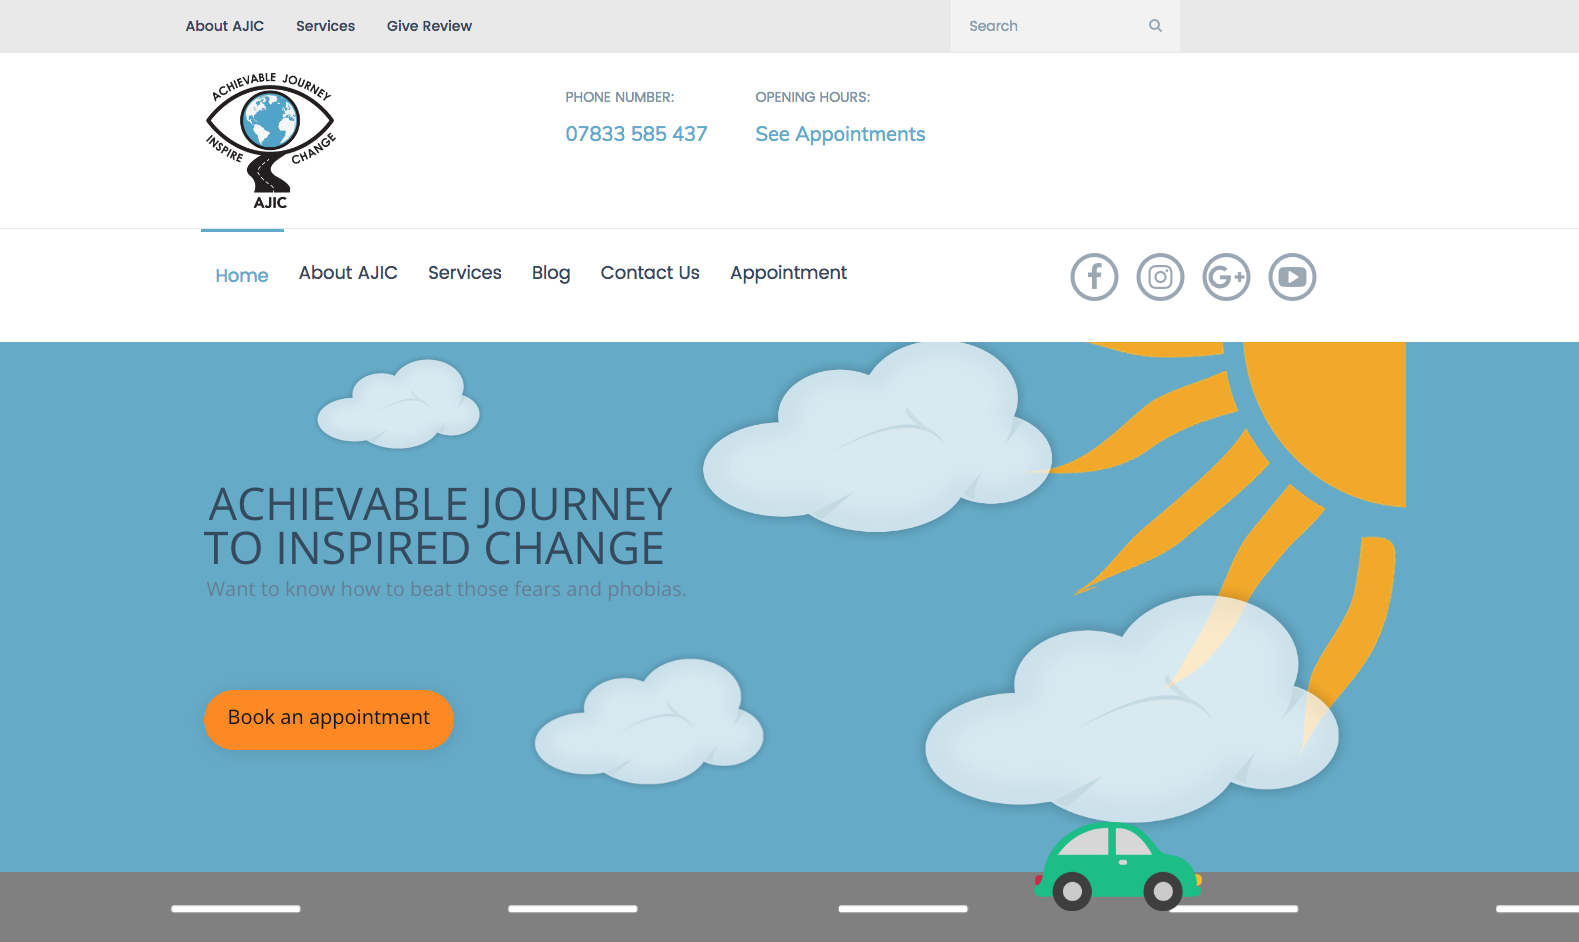 About AJIC Services Give Review Search
ACHIEVABLE JOURNEY
INSPIRE CHANGE
AJIC
PHONE NUMBER: OPENING HOURS:
07833 585 437 See Appointments
Home About AJIC Services Blog Contact Us Appointment
ACHIEVABLE JOURNEY
TO INSPIRED CHANGE
Want to know how to beat those fears and phobias.
Book an appointment